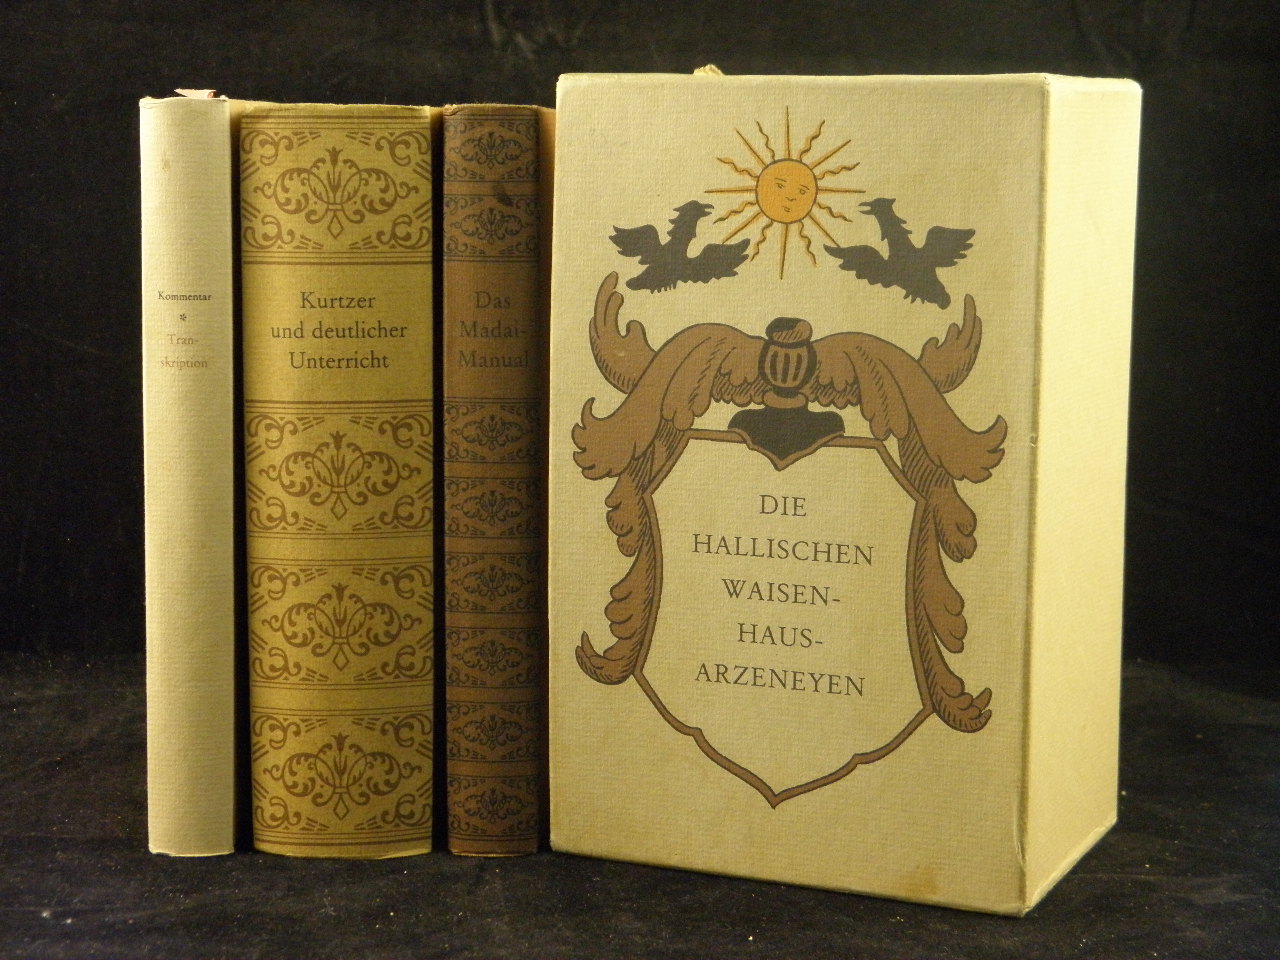 Kommentar
*
Tran-
skription
Kurtzer
und deutlicher
Unterricht
Das
Madai-
Manual
DIE
HALLISCHEN
WAISEN-
HAUS-
ARZENEYEN